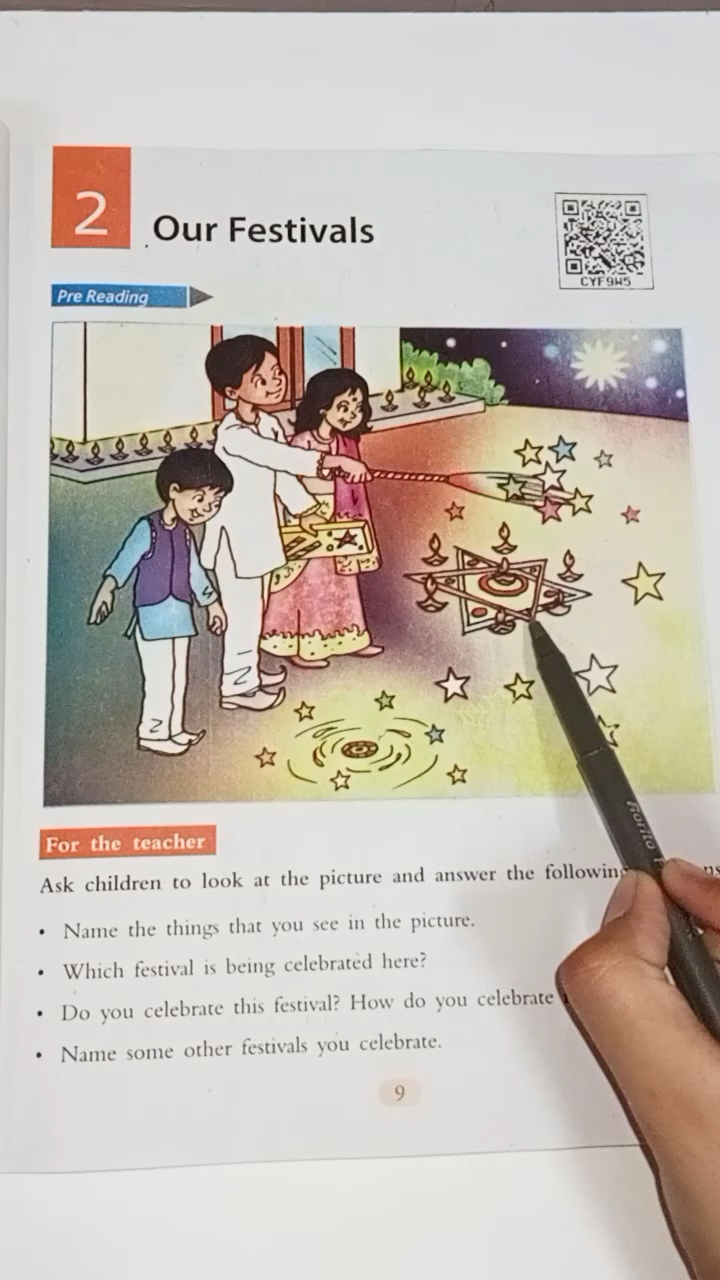 2
Our Festivals
CYF9W5
Pre Reading
For the teacher
Ask children to look at the picture and answer the following
• Name the things that you see in the picture.
• Which festival is being celebrated here?
• Do you celebrate this festival? How do you celebrate
• Name some other festivals you celebrate.
9